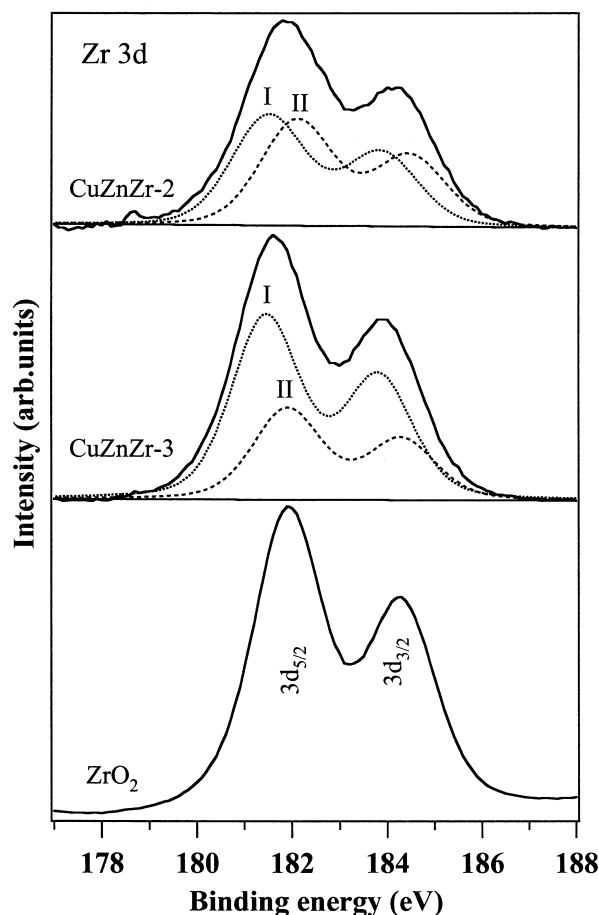 Zr 3d
I
II
CuZnZr-2
I
II
CuZnZr-3
3d5/2
3d3/2
ZrO2
Intensity (arb.units)
178 180 182 184 186 188
Binding energy (eV)